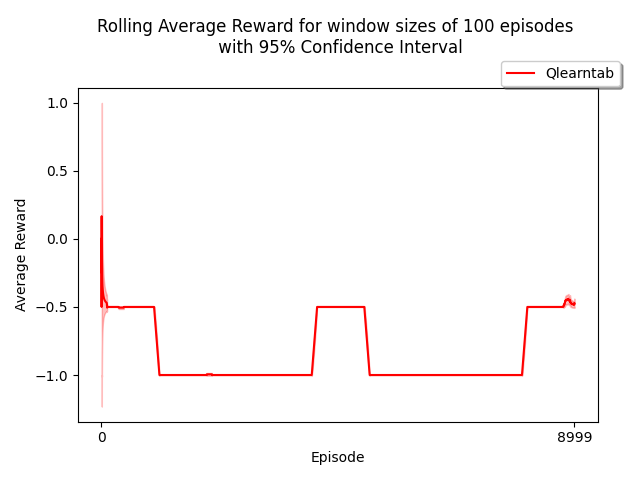 Rolling Average Reward for window sizes of 100 episodes
with 95% Confidence Interval
Qlearntab
1.0
0.5
0.0
−0.5
−1.0
Average Reward
0
8999
Episode